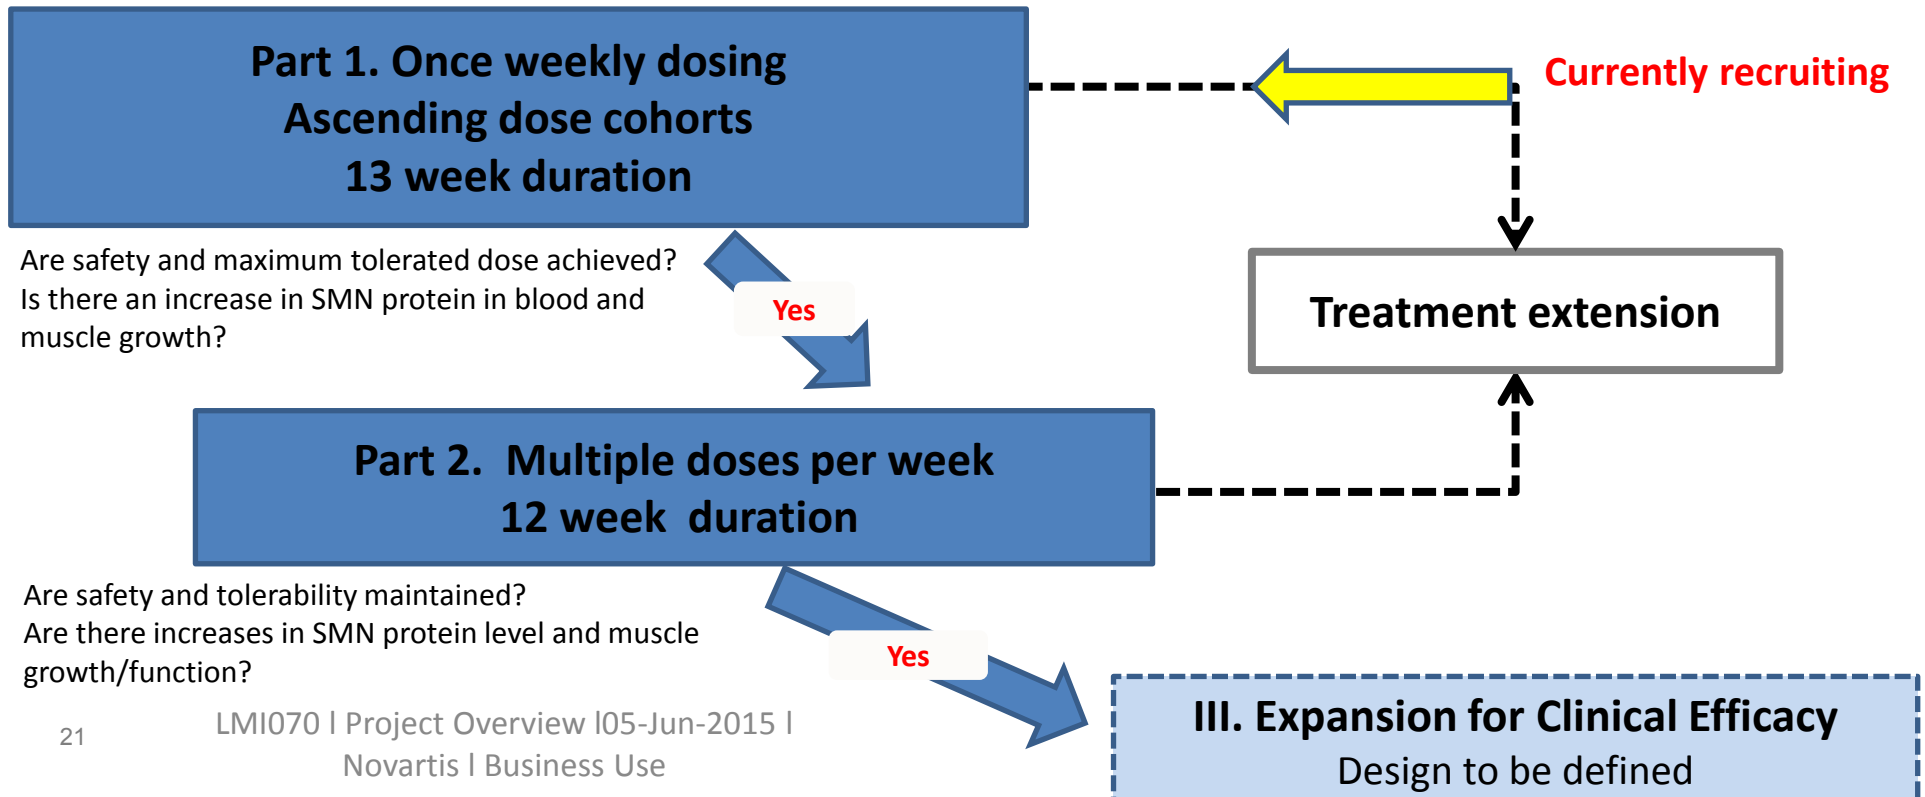 Part 1. Once weekly dosing
Ascending dose cohorts
13 week duration
Currently recruiting
Are safety and maximum tolerated dose achieved?
Is there an increase in SMN protein in blood and
muscle growth?
Yes
Treatment extension
Part 2.  Multiple doses per week
12 week  duration
Are safety and tolerability maintained?
Are there increases in SMN protein level and muscle
growth/function?
Yes
III. Expansion for Clinical Efficacy
Design to be defined
21
LMI070 l Project Overview l05-Jun-2015 l
Novartis l Business Use